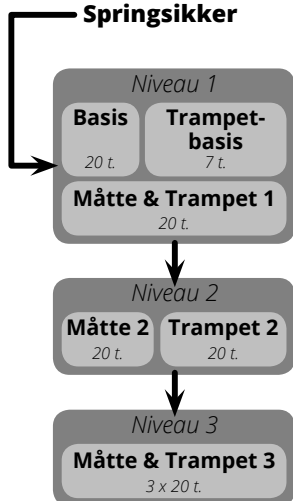 Springsikker
Niveau 1
Basis
20 t.
Trampet-
basis
7 t.
Måtte & Trampet 1
20 t.
Niveau 2
Måtte 2
20 t.
Trampet 2
20 t.
Niveau 3
Måtte & Trampet 3
3 x 20 t.